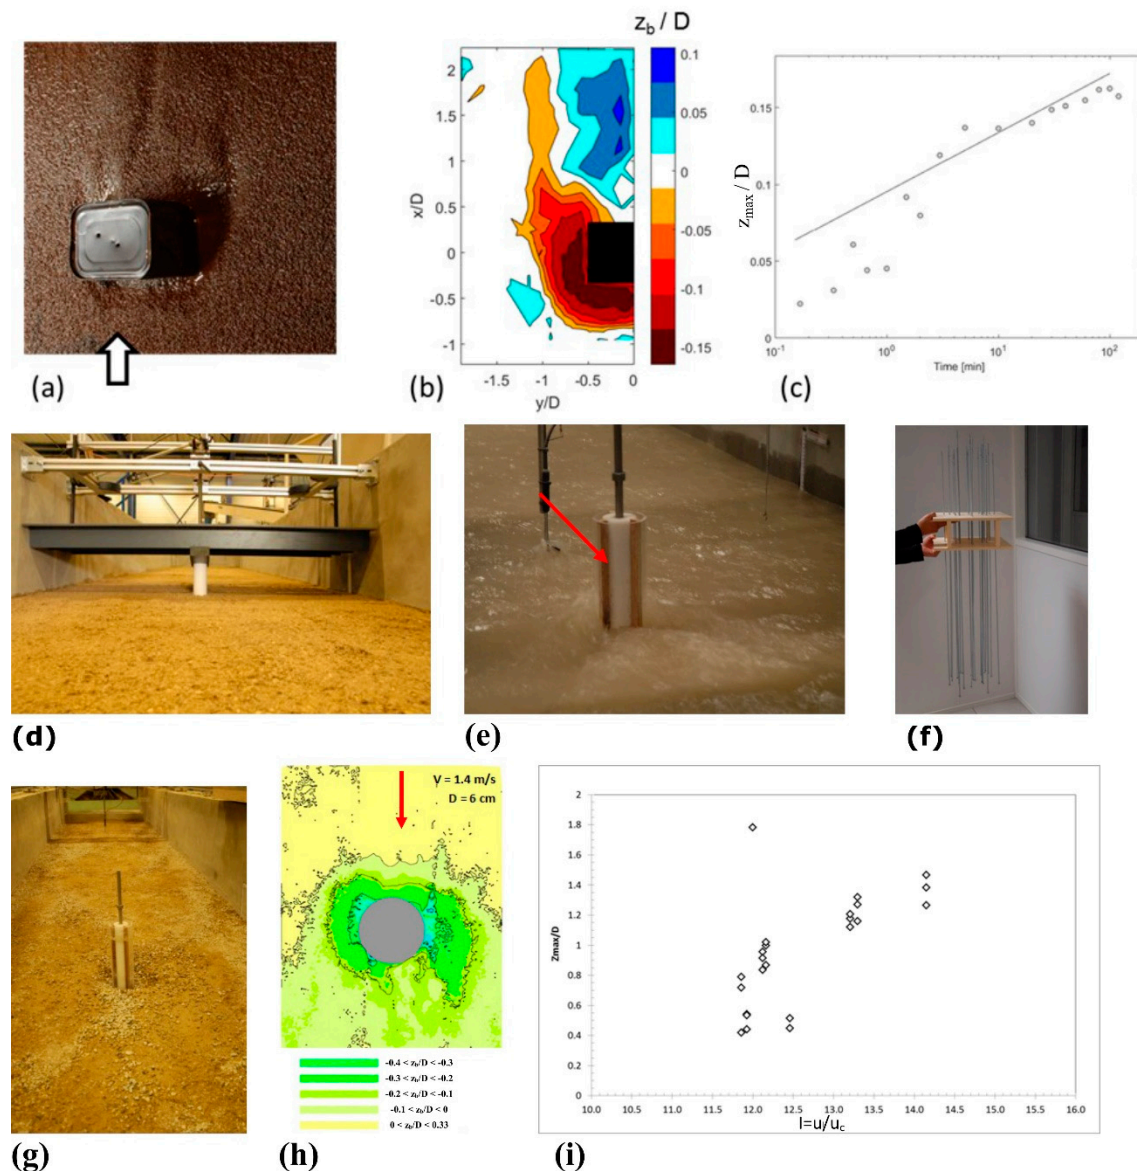 z_b / D
2
1.5
1
0.5
0
-0.5
-1
x/D
-1.5
-1
-0.5
0
y/D
0.1
0.05
0
-0.05
-0.1
-0.15
0.15
0.1
0.05
0
z_max / D
10^-1
10^0
10^1
10^2
Time [min]
(a)
(b)
(c)
(d)
(e)
(f)
V = 1.4 m/s
D = 6 cm
-0.4 < z_b/D < -0.3
-0.3 < z_b/D < -0.2
-0.2 < z_b/D < -0.1
-0.1 < z_b/D < 0
0 < z_b/D < 0.33
2
1.8
1.6
1.4
1.2
1
0.8
0.6
0.4
0.2
0
Zmax/D
10.0
11.0
12.0
12.5
13.0
13.5
14.0
14.5
15.0
15.5
16.0
I=u_i/u_c
(g)
(h)
(i)